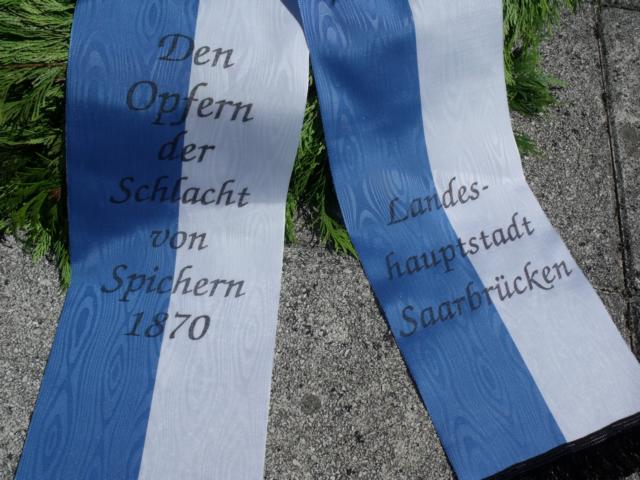 Den
Opfern
der
Schlacht
von
Spichern
1870
Landes-
hauptstadt
Saarbrücken